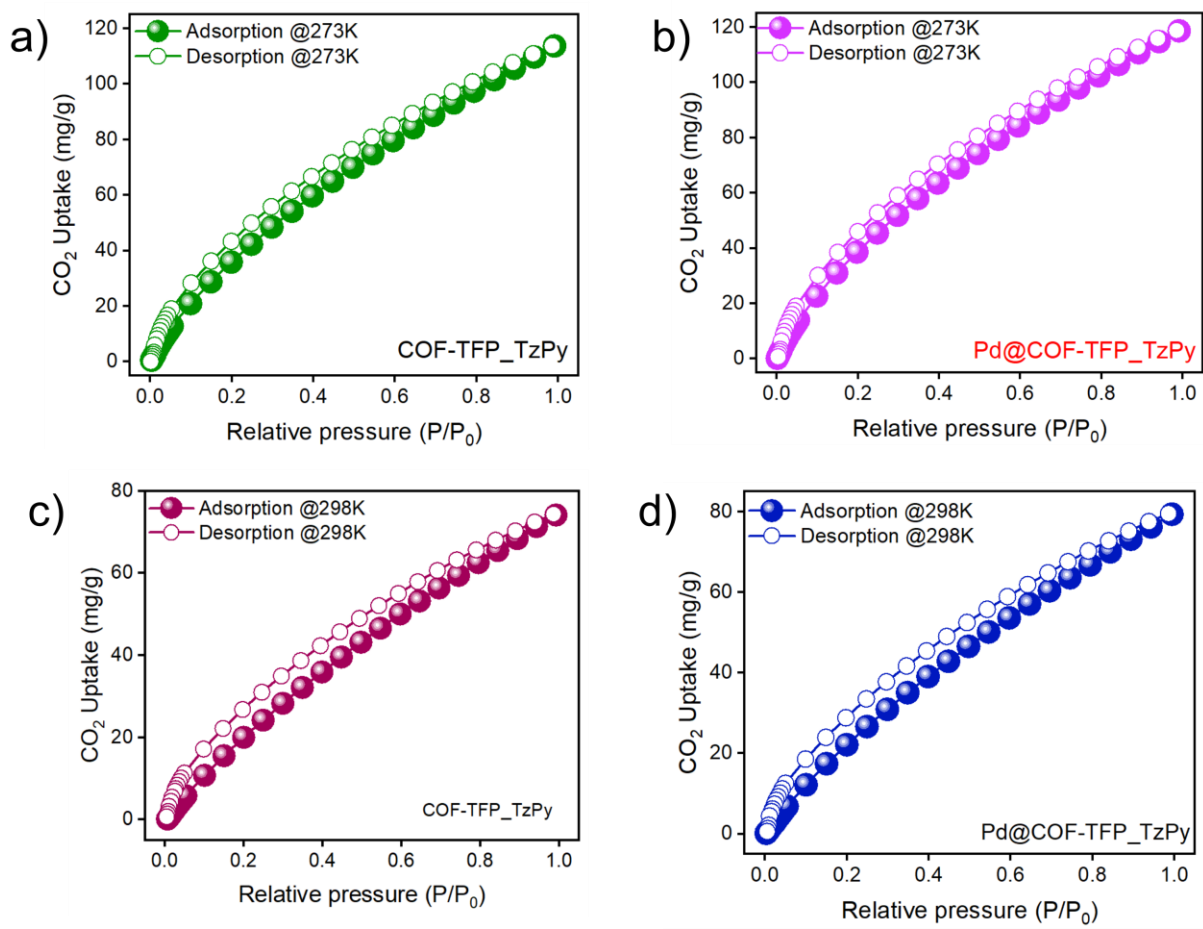 a)
Adsorption @273K
Desorption @273K
CO₂ Uptake (mg/g)
120
100
80
60
40
20
0
COF-TFP_TzPy
0.0 0.2 0.4 0.6 0.8 1.0
Relative pressure (P/P₀)
b)
Adsorption @273K
Desorption @273K
CO₂ Uptake (mg/g)
120
100
80
60
40
20
0
Pd@COF-TFP_TzPy
0.0 0.2 0.4 0.6 0.8 1.0
Relative pressure (P/P₀)
c)
Adsorption @298K
Desorption @298K
CO₂ Uptake (mg/g)
80
60
40
20
0
COF-TFP_TzPy
0.0 0.2 0.4 0.6 0.8 1.0
Relative pressure (P/P₀)
d)
Adsorption @298K
Desorption @298K
CO₂ Uptake (mg/g)
80
60
40
20
0
Pd@COF-TFP_TzPy
0.0 0.2 0.4 0.6 0.8 1.0
Relative pressure (P/P₀)